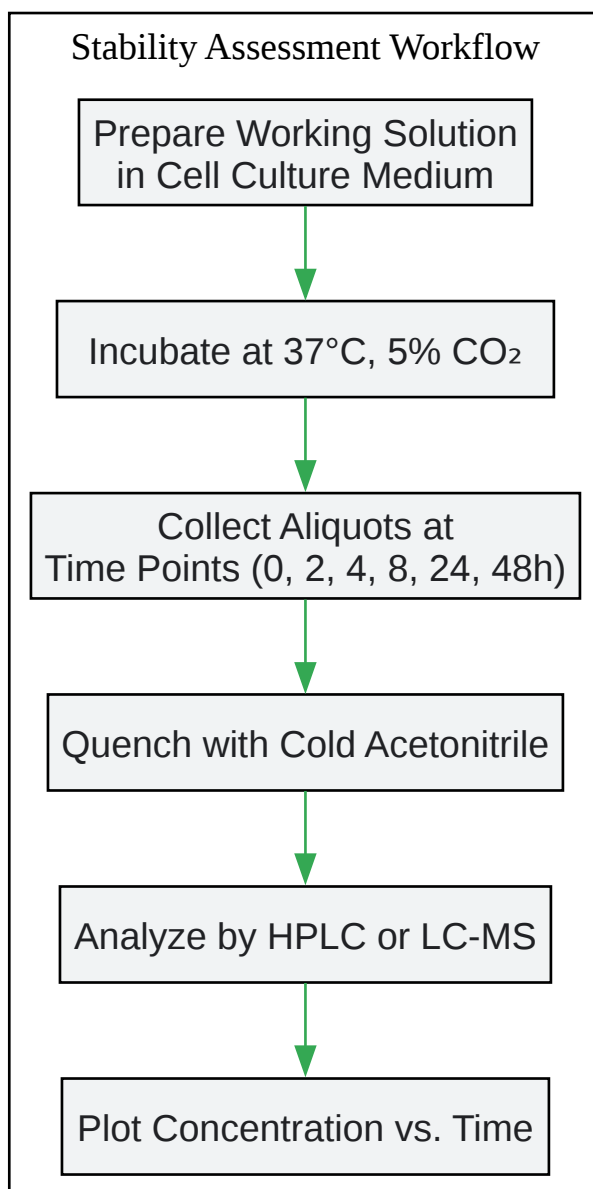 Stability Assessment Workflow
Prepare Working Solution
in Cell Culture Medium
Incubate at 37°C, 5% CO₂
Collect Aliquots at
Time Points (0, 2, 4, 8, 24, 48h)
Quench with Cold Acetonitrile
Analyze by HPLC or LC-MS
Plot Concentration vs. Time